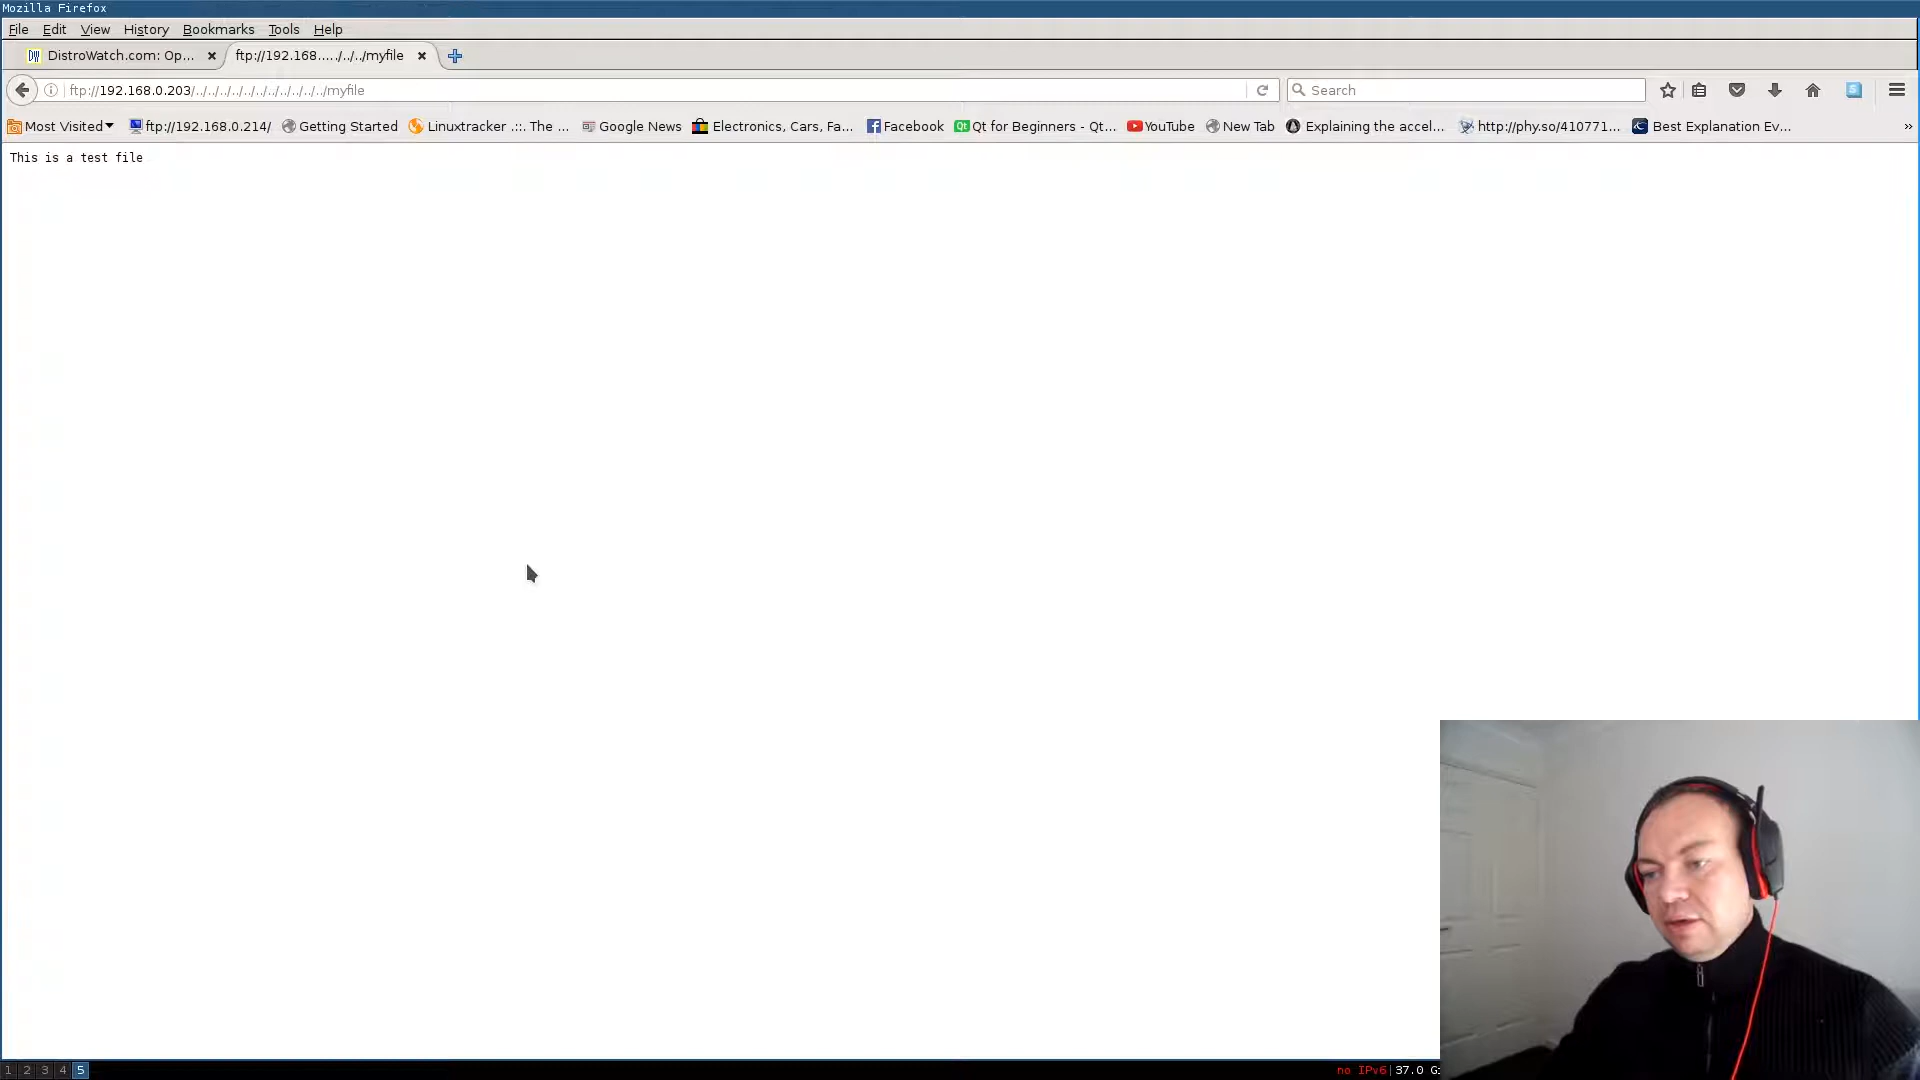 Mozilla Firefox
File Edit View History Bookmarks Tools Help
DistroWatch.com: Op... ftp://192.168...../../../myfile
ftp://192.168.0.203/../../../../../../../../../../../myfile Search
Most Visited ftp://192.168.0.214/ Getting Started Linuxtracker .::. The ... Google News Electronics, Cars, Fa... Facebook Qt for Beginners - Qt... YouTube New Tab Explaining the accel... http://phy.so/410771... Best Explanation Ev... »
This is a test file
1 2 3 4 5 no IPv6|37.0 G